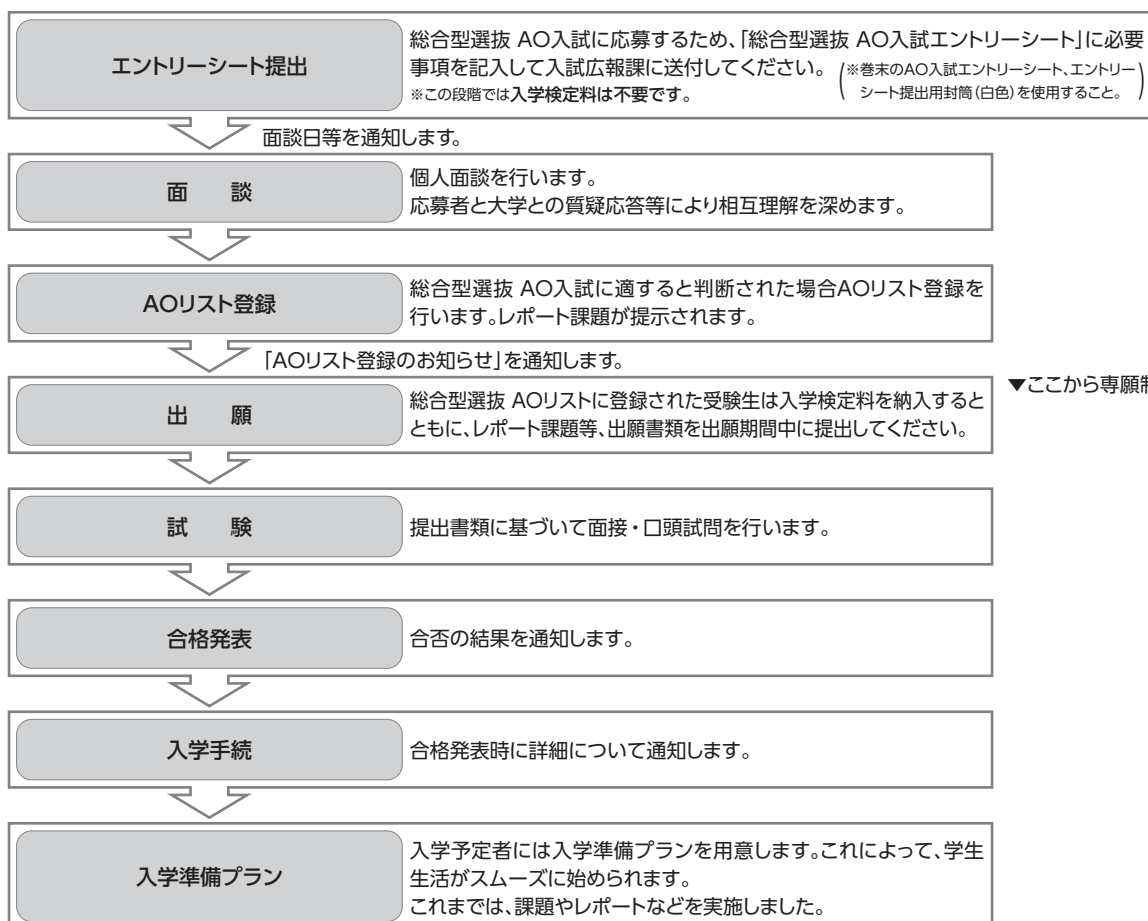 エントリーシート提出
総合型選抜 AO入試に応募するため、「総合型選抜 AO入試エントリーシート」に必要
事項を記入して入試広報課に送付してください。
(※巻末のAO入試エントリーシート、エントリー
シート提出用封筒(白色)を使用すること。)
※この段階では入学検定料は不要です。
面談日等を通知します。
面　談
個人面談を行います。
応募者と大学との質疑応答等により相互理解を深めます。
AOリスト登録
総合型選抜 AO入試に適すると判断された場合AOリスト登録を
行います。レポート課題が提示されます。
「AOリスト登録のお知らせ」を通知します。
▼ここから専願制
出　願
総合型選抜 AOリストに登録された受験生は入学検定料を納入すると
ともに、レポート課題等、出願書類を出願期間中に提出してください。
試　験
提出書類に基づいて面接・口頭試問を行います。
合格発表
合否の結果を通知します。
入学手続
合格発表時に詳細について通知します。
入学準備プラン
入学予定者には入学準備プランを用意します。これによって、学生
生活がスムーズに始められます。
これまでは、課題やレポートなどを実施しました。